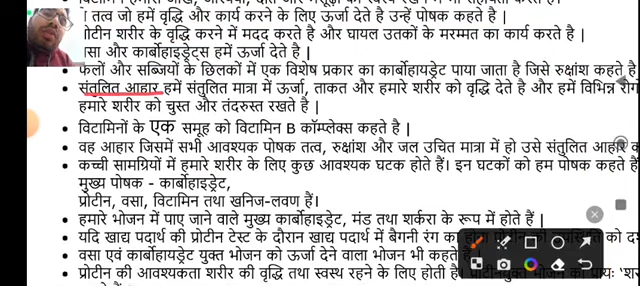 तत्व जो हमें वृद्धि और कार्य करने के लिए ऊर्जा देते है उन्हें पोषक कहते है |
शरीर के वृद्धि करने में मदद करते है और घायल उतकों के मरम्मत का कार्य करते है |
और कार्बोहाइड्रेट्स हमें ऊर्जा देते है |
• फलों और सब्जियों के छिलकों में एक विशेष प्रकार का कार्बोहायड्रेट पाया जाता है जिसे रुक्षांश कहते है
• संतुलित आहार हमें संतुलित मात्रा में ऊर्जा, ताकत और हमारे शरीर को वृद्धि देते है और हमें विभिन्न
हमारे शरीर को चुस्त और तंदरुस्त रखते है |
• विटामिनों के एक समूह को विटामिन B कॉम्प्लेक्स कहते है |
• वह आहार जिसमें सभी आवश्यक पोषक तत्व, रुक्षांश और जल उचित मात्रा में हो उसे संतुलित आहार
• कच्ची सामग्रियों में हमारे शरीर के लिए कुछ आवश्यक घटक होते हैं। इन घटकों को हम पोषक कहते
मुख्य पोषक - कार्बोहाइड्रेट,
प्रोटीन, वसा, विटामिन तथा खनिज-लवण हैं।
• हमारे भोजन में पाए जाने वाले मुख्य कार्बोहाइड्रेट, मंड तथा शर्करा के रूप में होते हैं |
• यदि खाद्य पदार्थ की प्रोटीन टेस्ट के दौरान खाद्य पदार्थ में बैगनी रंग का
• वसा एवं कार्बोहाइड्रेट युक्त भोजन को ऊर्जा देने वाला भोजन भी कहते
• प्रोटीन की आवश्यकता शरीर की वृद्धि तथा स्वस्थ रहने के लिए होती